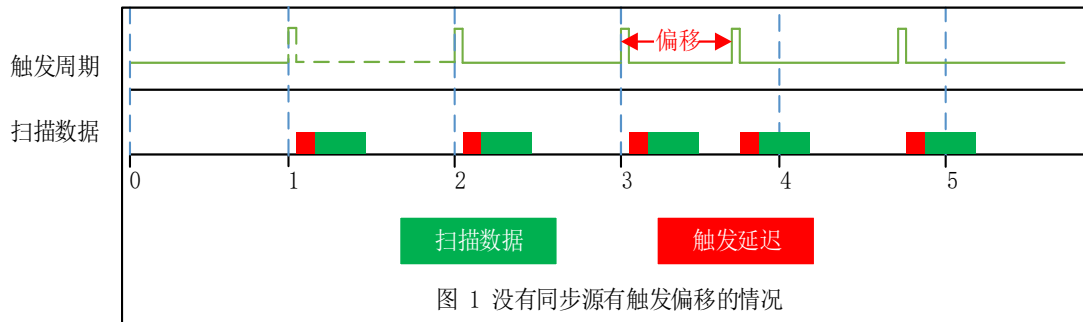 偏移
触发周期
扫描数据
0 1 2 3 4 5
扫描数据 触发延迟
图 1 没有同步源有触发偏移的情况